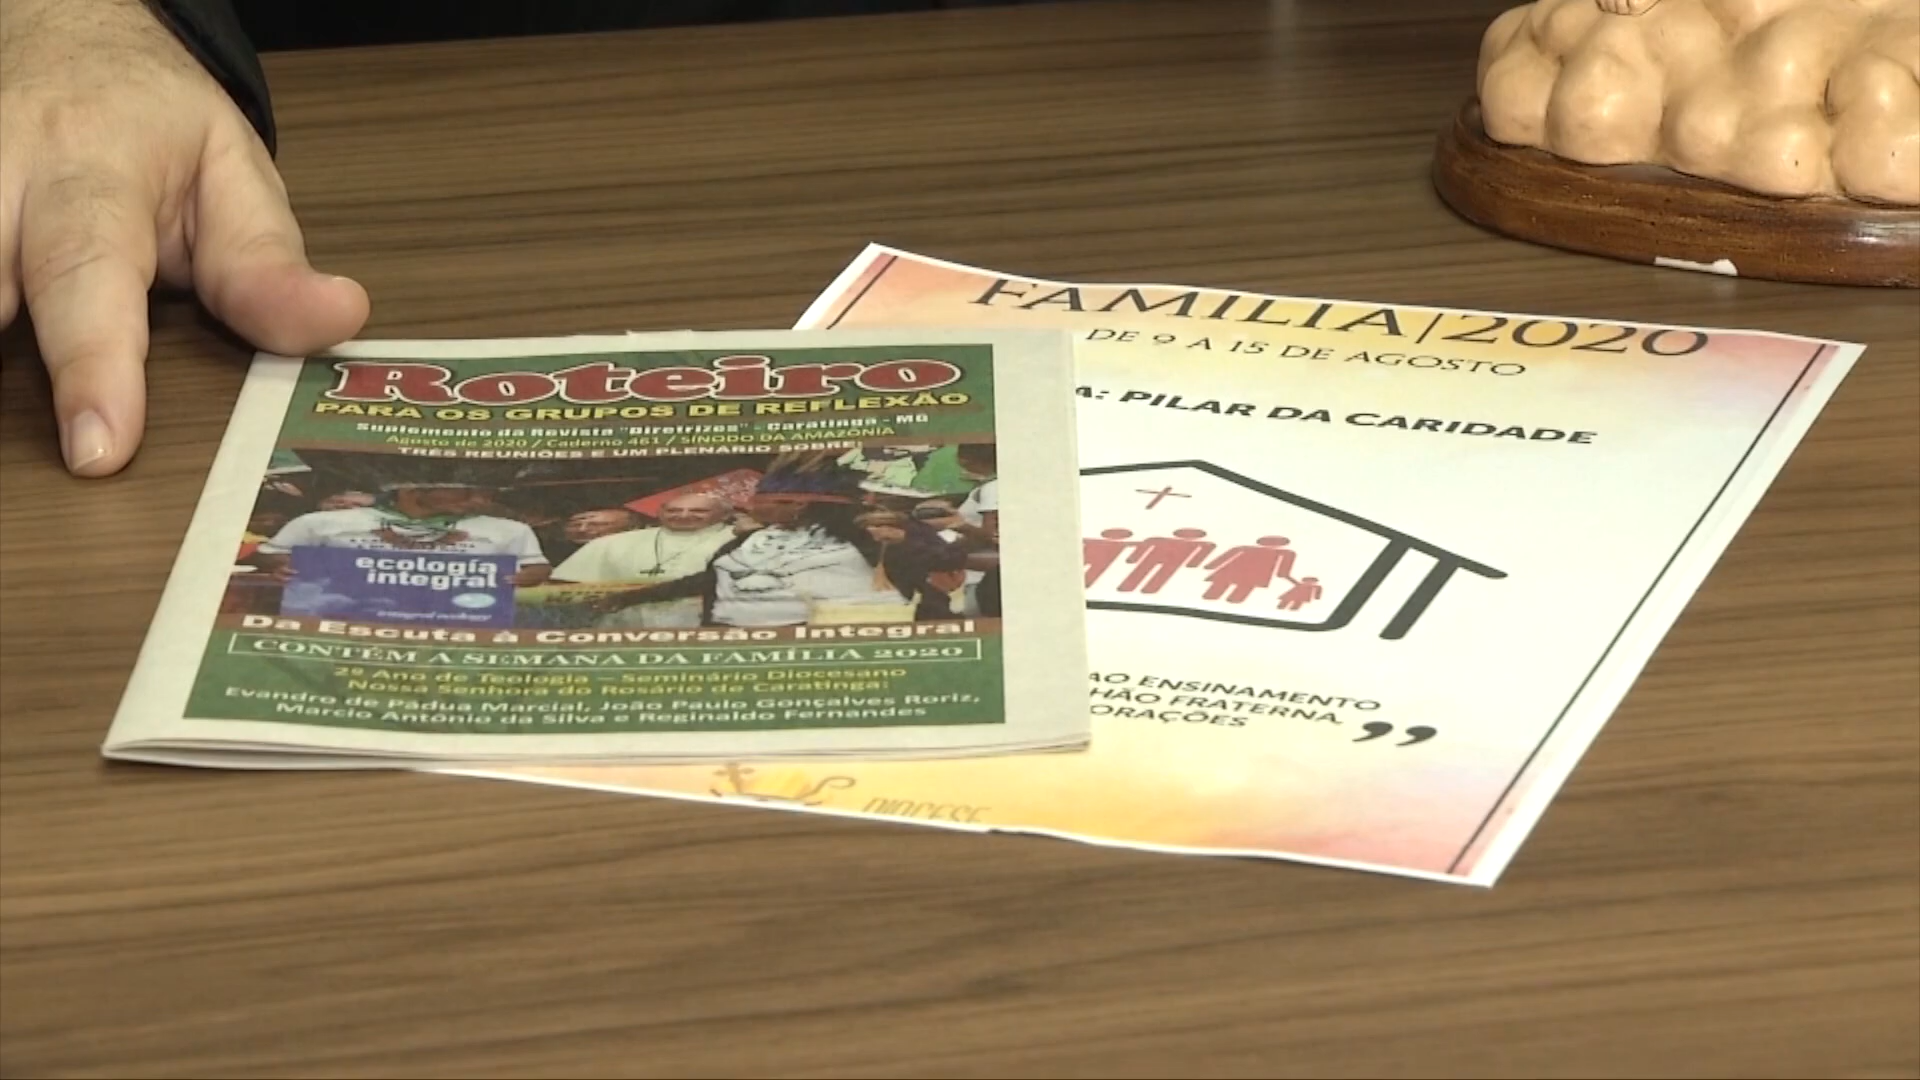 Roteiro
PARA OS GRUPOS DE REFLEXÃO
Suplemento da Revista "Diretrizes" - Caratinga - MG
Agosto de 2020 / Caderno 461 / SÍNODO DA AMAZÔNIA
TRÊS REUNIÕES E UM PLENÁRIO SOBRE:
ecologia
integral
Da Escuta à Conversão Integral
CONTÉM A SEMANA DA FAMÍLIA 2020
2º Ano de Teologia - Seminário Diocesano
Nossa Senhora do Rosário de Caratinga:
Evandro de Pádua Marcial, João Paulo Gonçalves Roriz,
Marcio Antônio da Silva e Reginaldo Fernandes
FAMÍLIA|2020
DE 9 A 15 DE AGOSTO
A: PILAR DA CARIDADE
AO ENSINAMENTO
HÃO FRATERNA,
ORAÇÕES
”
DIOCESE